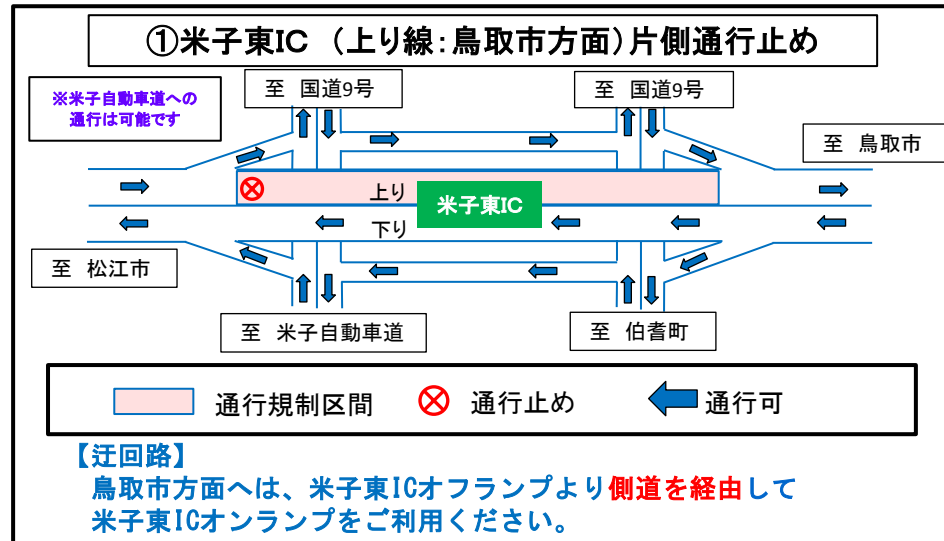 ①米子東IC （上り線：鳥取市方面）片側通行止め
※米子自動車道への
通行は可能です
至 国道9号
至 国道9号
至 鳥取市
上り
米子東IC
下り
至 松江市
至 米子自動車道
至 伯耆町
通行規制区間
通行止め
通行可
【迂回路】
鳥取市方面へは、米子東ICオフランプより側道を経由して
米子東ICオンランプをご利用ください。